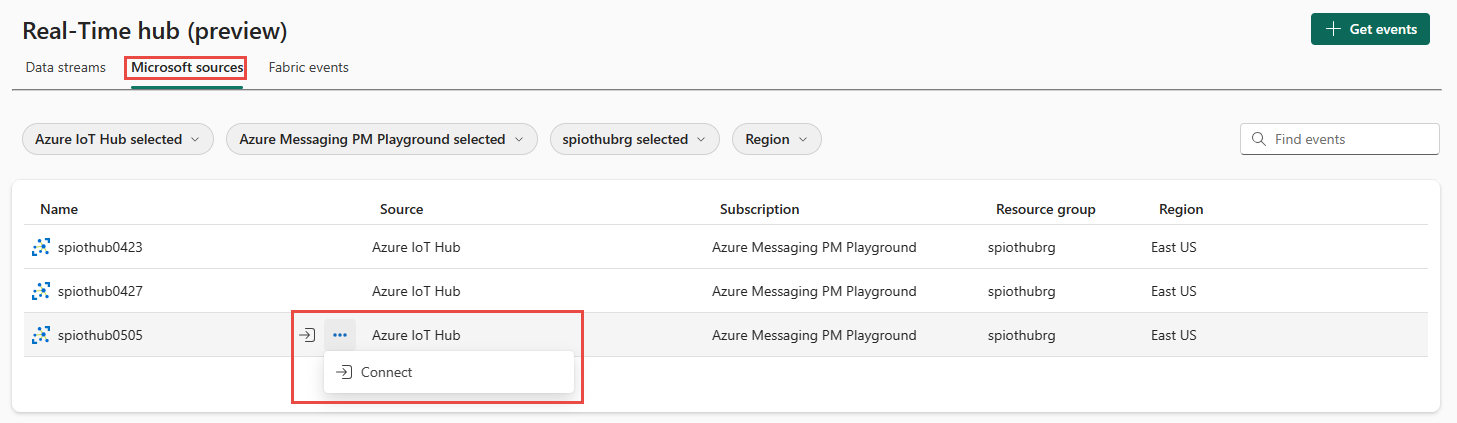 Real-Time hub (preview)
Get events
Data streams Microsoft sources Fabric events
Azure IoT Hub selected Azure Messaging PM Playground selected spiothubrg selected Region Find events
Name Source Subscription Resource group Region
spiothub0423 Azure IoT Hub Azure Messaging PM Playground spiothubrg East US
spiothub0427 Azure IoT Hub Azure Messaging PM Playground spiothubrg East US
spiothub0505 Azure IoT Hub Azure Messaging PM Playground spiothubrg East US
Connect